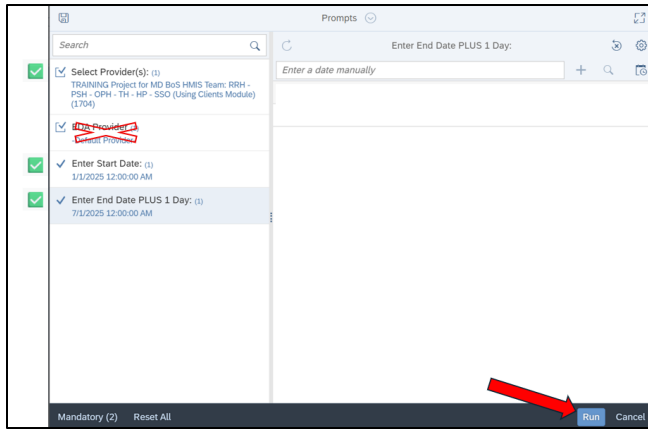 Prompts
Search
Enter End Date PLUS 1 Day:
Select Provider(s): (1)
TRAINING Project for MD BoS HMIS Team: RRH -
PSH - OPH - TH - HP - SSO (Using Clients Module)
(1704)
Enter a date manually
EDA Provider (1)
-Default Provider-
Enter Start Date: (1)
1/1/2025 12:00:00 AM
Enter End Date PLUS 1 Day: (1)
7/1/2025 12:00:00 AM
Mandatory (2) Reset All
Run Cancel